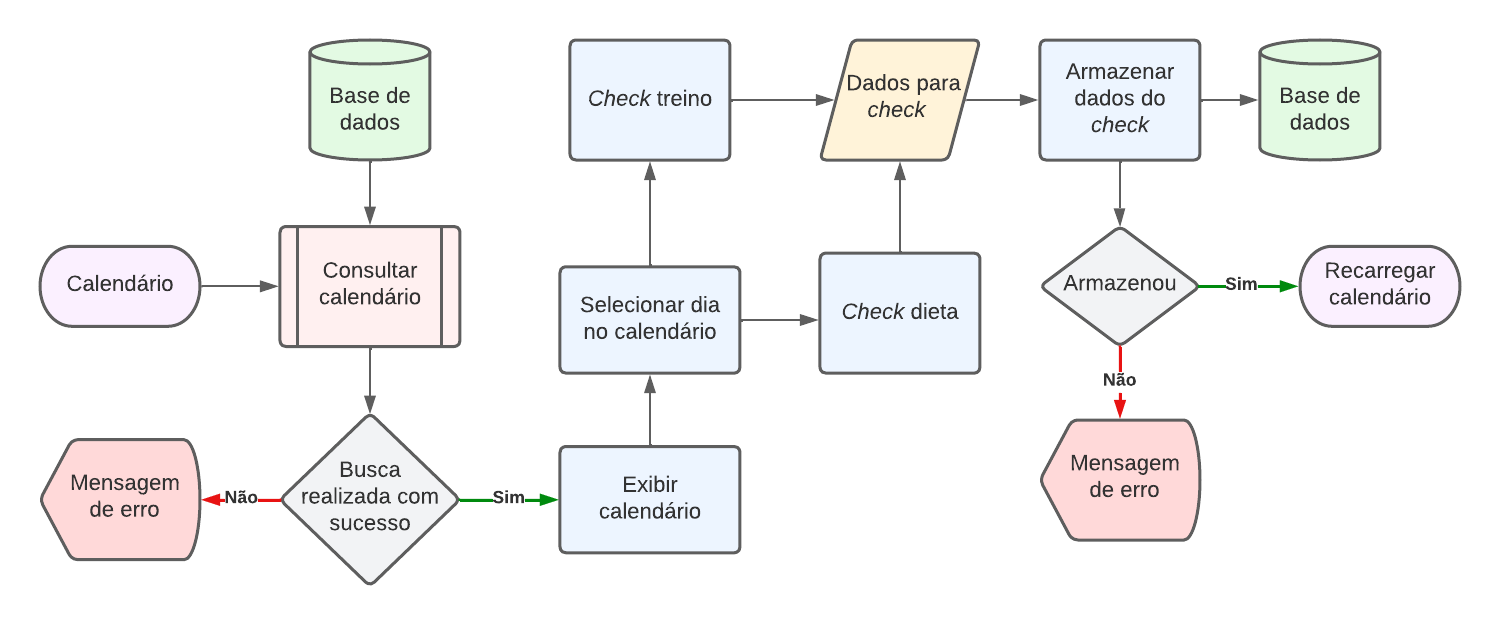 Base de
dados
Calendário
Consultar
calendário
Busca
realizada com
sucesso
Não
Mensagem
de erro
Sim
Exibir
calendário
Selecionar dia
no calendário
Check treino
Check dieta
Dados para
check
Armazenar
dados do
check
Base de
dados
Armazenou
Sim
Recarregar
calendário
Não
Mensagem
de erro